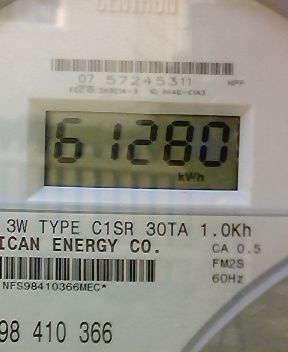 CENTRON
07 57245311
61280
kWh
3W TYPE C1SR 30TA 1.0Kh
ICAN ENERGY CO.
CA 0.5
FM2S
60Hz
NFS98410366MEC*
98 410 366